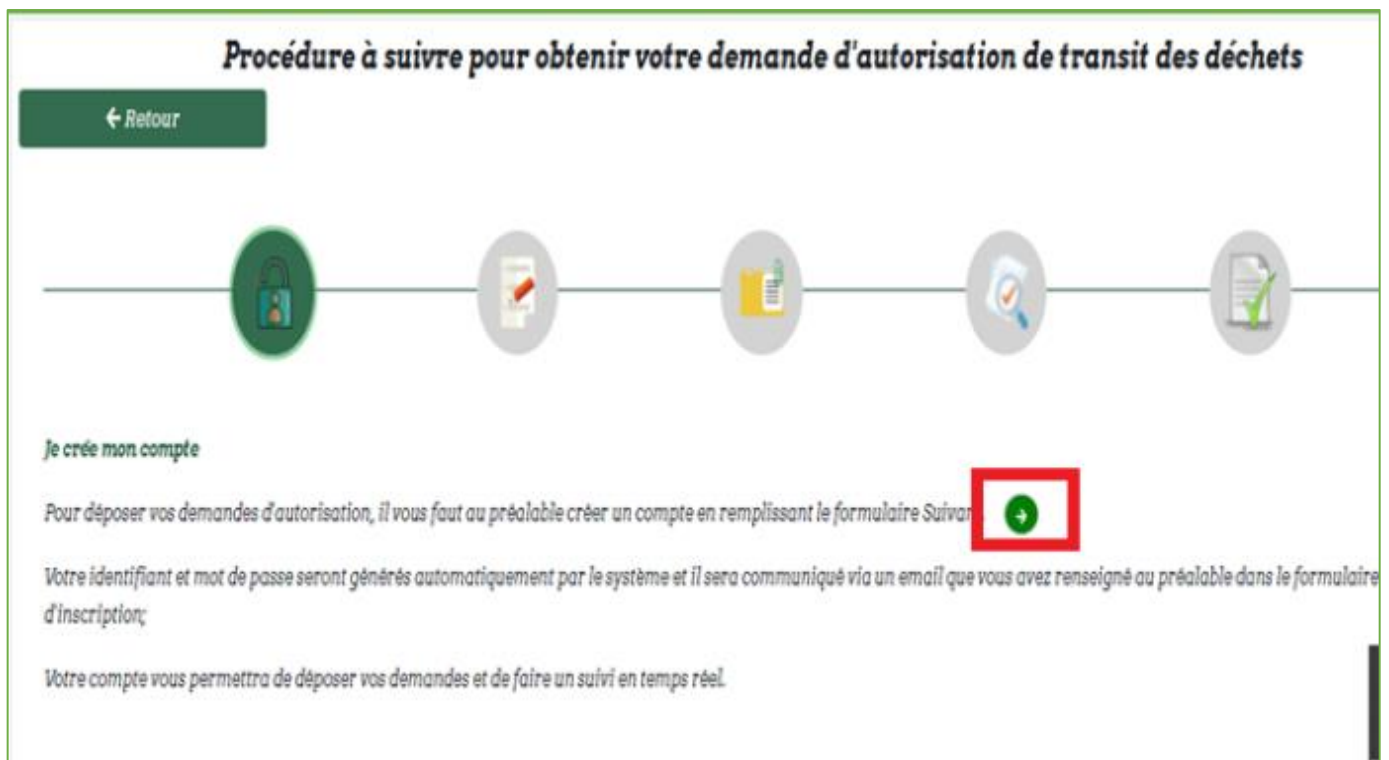 Procédure à suivre pour obtenir votre demande d'autorisation de transit des déchets
← Retour
Je crée mon compte
Pour déposer vos demandes d'autorisation, il vous faut au préalable créer un compte en remplissant le formulaire
Votre identifiant et mot de passe seront générés automatiquement par le système et il sera communiqué via un email que vous avez renseigné au préalable dans le formulaire
d'inscription;
Votre compte vous permettra de déposer vos demandes et de faire un suivi en temps réel.